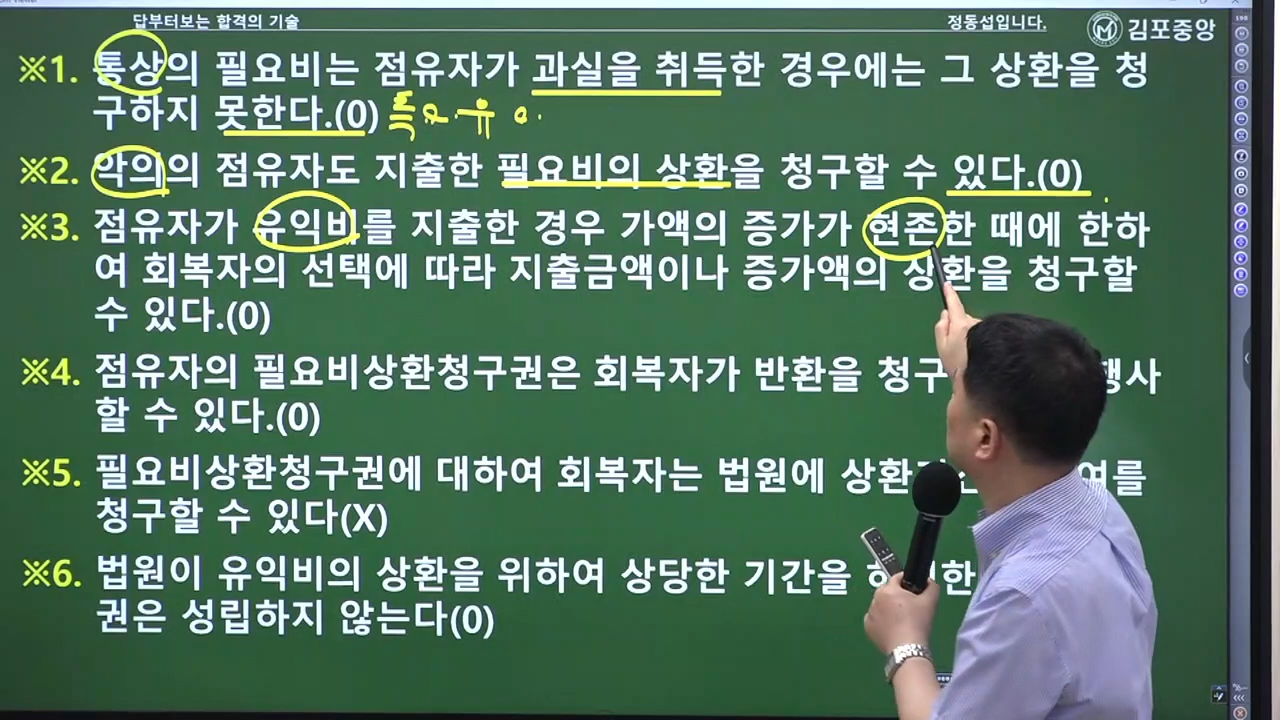 답부터보는 합격의 기술
정동섭입니다.
김포중앙
※1. 통상의 필요비는 점유자가 과실을 취득한 경우에는 그 상환을 청
구하지 못한다.(0)
※2. 악의의 점유자도 지출한 필요비의 상환을 청구할 수 있다.(0)
※3. 점유자가 유익비를 지출한 경우 가액의 증가가 현존한 때에 한하
여 회복자의 선택에 따라 지출금액이나 증가액의 상환을 청구할
수 있다.(0)
※4. 점유자의 필요비상환청구권은 회복자가 반환을 청구 행사
할 수 있다.(0)
※5. 필요비상환청구권에 대하여 회복자는 법원에 상환 여를
청구할 수 있다(X)
※6. 법원이 유익비의 상환을 위하여 상당한 기간을 한
권은 성립하지 않는다(0)